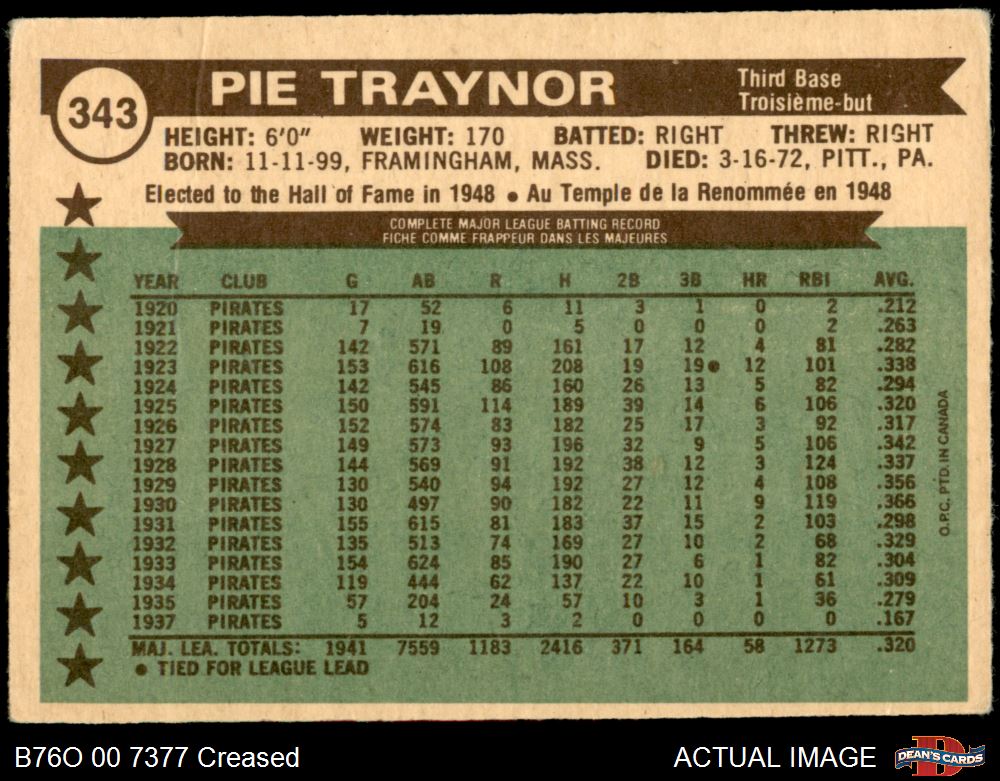 343
PIE TRAYNOR
Third Base
Troisième-but
HEIGHT: 6'0" WEIGHT: 170 BATTED: RIGHT THREW: RIGHT
BORN: 11-11-99, FRAMINGHAM, MASS. DIED: 3-16-72, PITT., PA.
Elected to the Hall of Fame in 1948 • Au Temple de la Renommée en 1948
COMPLETE MAJOR LEAGUE BATTING RECORD
FICHE COMME FRAPPEUR DANS LES MAJEURES
YEAR CLUB G AB R H 2B 3B HR RBI AVG.
1920 PIRATES 17 52 6 11 3 1 0 2 .212
1921 PIRATES 7 19 0 5 0 0 0 2 .263
1922 PIRATES 142 571 89 161 17 12 4 81 .282
1923 PIRATES 153 616 108 208 19 19• 12 101 .338
1924 PIRATES 142 545 86 160 26 13 5 82 .294
1925 PIRATES 150 591 114 189 39 14 6 106 .320
1926 PIRATES 152 574 83 182 25 17 3 92 .317
1927 PIRATES 149 573 93 196 32 9 5 106 .342
1928 PIRATES 144 569 91 192 38 12 3 124 .337
1929 PIRATES 130 540 94 192 27 12 4 108 .356
1930 PIRATES 130 497 90 182 22 11 9 119 .366
1931 PIRATES 155 615 81 183 37 15 2 103 .298
1932 PIRATES 135 513 74 169 27 10 2 68 .329
1933 PIRATES 154 624 85 190 27 6 1 82 .304
1934 PIRATES 119 444 62 137 22 10 1 61 .309
1935 PIRATES 57 204 24 57 10 3 1 36 .279
1937 PIRATES 5 12 3 2 0 0 0 0 .167
MAJ. LEA. TOTALS: 1941 7559 1183 2416 371 164 58 1273 .320
• TIED FOR LEAGUE LEAD
O.P.C. PTD. IN CANADA
B76O 00 7377 Creased
ACTUAL IMAGE
D
DEAN'S CARDS